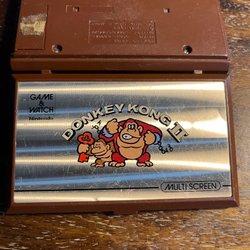 GAME
&
WATCH
Nintendo
DONKEY KONG II
MULTI SCREEN